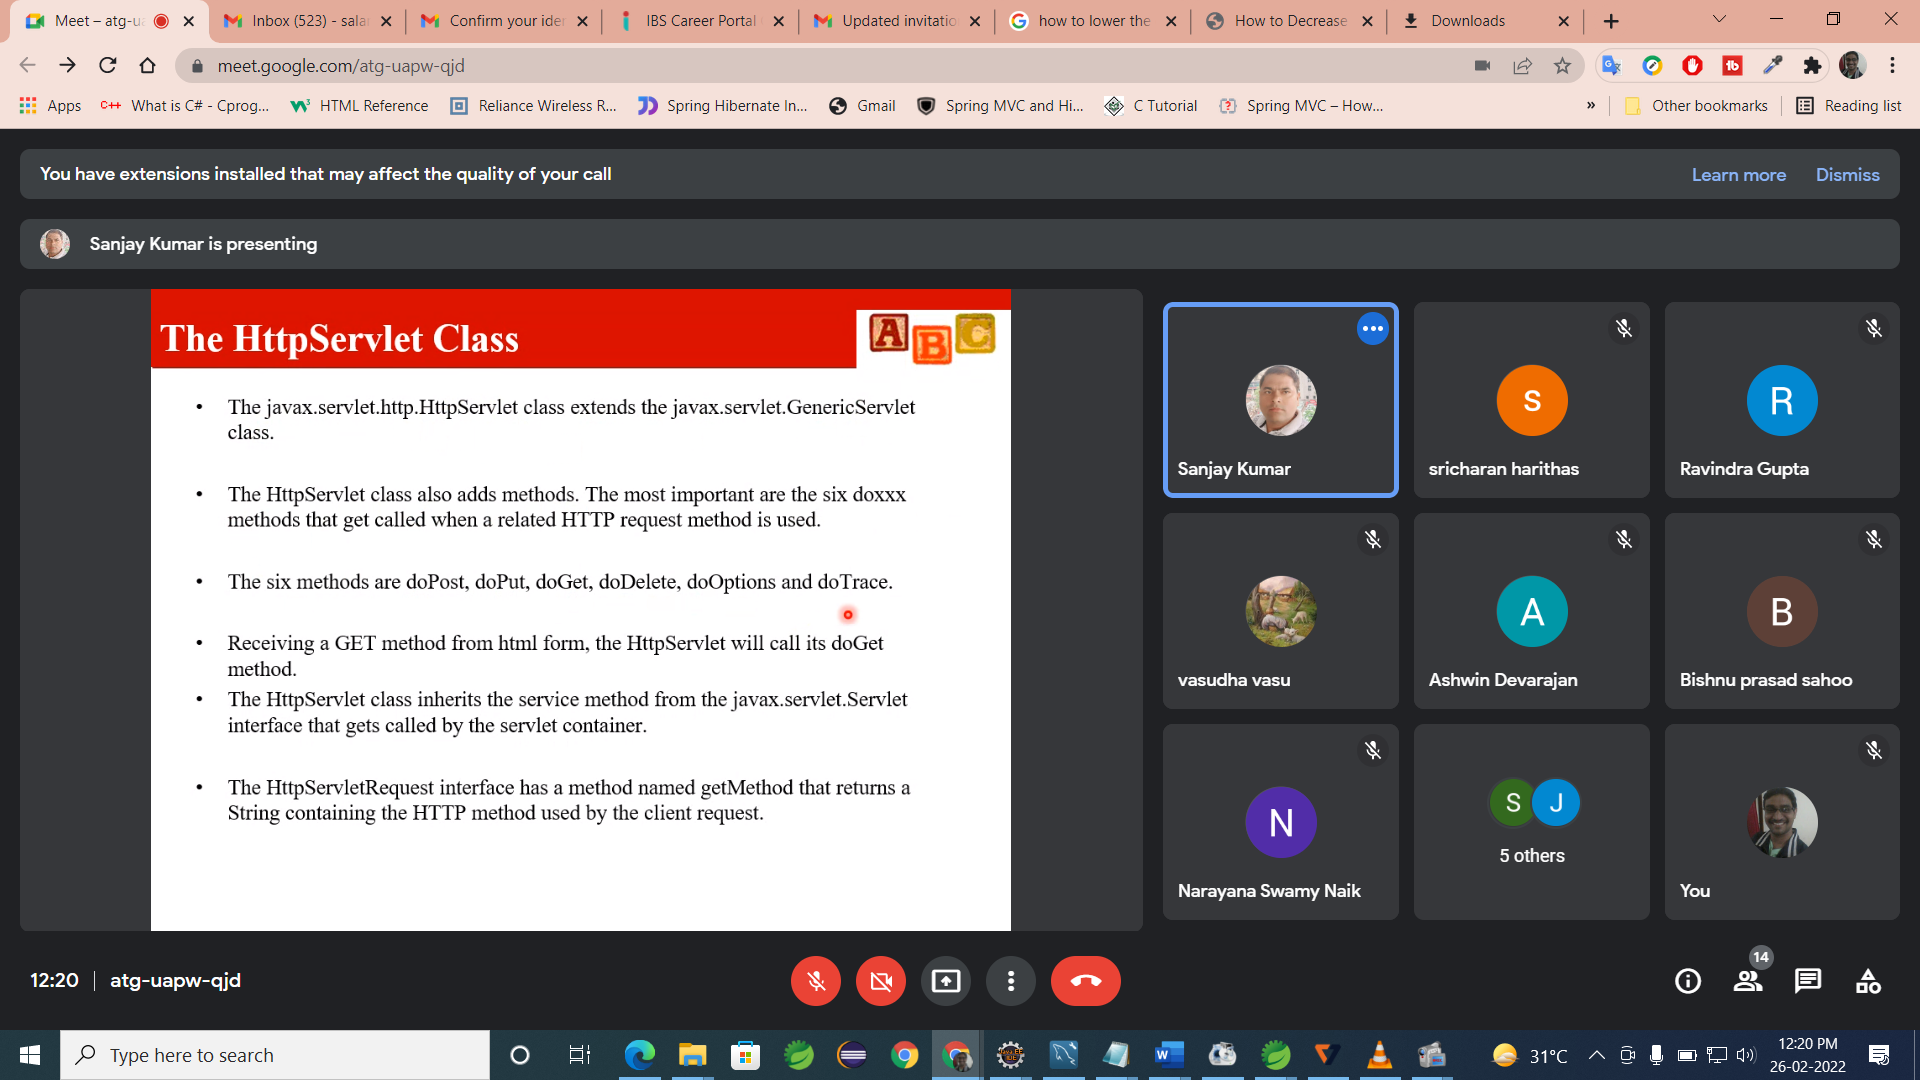 Meet – atg-u
Inbox (523) - sala
Confirm your iden
IBS Career Portal
Updated invitatio
how to lower the
How to Decrease
Downloads
meet.google.com/atg-uapw-qjd
Apps
C++ What is C# - Cprog...
HTML Reference
Reliance Wireless R...
Spring Hibernate In...
Gmail
Spring MVC and Hi...
C Tutorial
Spring MVC – How...
»
Other bookmarks
Reading list
You have extensions installed that may affect the quality of your call
Learn more
Dismiss
Sanjay Kumar is presenting
The HttpServlet Class
A B C
• The javax.servlet.http.HttpServlet class extends the javax.servlet.GenericServlet
class.
• The HttpServlet class also adds methods. The most important are the six doxxx
methods that get called when a related HTTP request method is used.
• The six methods are doPost, doPut, doGet, doDelete, doOptions and doTrace.
• Receiving a GET method from html form, the HttpServlet will call its doGet
method.
• The HttpServlet class inherits the service method from the javax.servlet.Servlet
interface that gets called by the servlet container.
• The HttpServletRequest interface has a method named getMethod that returns a
String containing the HTTP method used by the client request.
Sanjay Kumar
S
sricharan harithas
R
Ravindra Gupta
vasudha vasu
A
Ashwin Devarajan
B
Bishnu prasad sahoo
N
Narayana Swamy Naik
S J
5 others
You
12:20 | atg-uapw-qjd
14
Type here to search
31°C
12:20 PM
26-02-2022